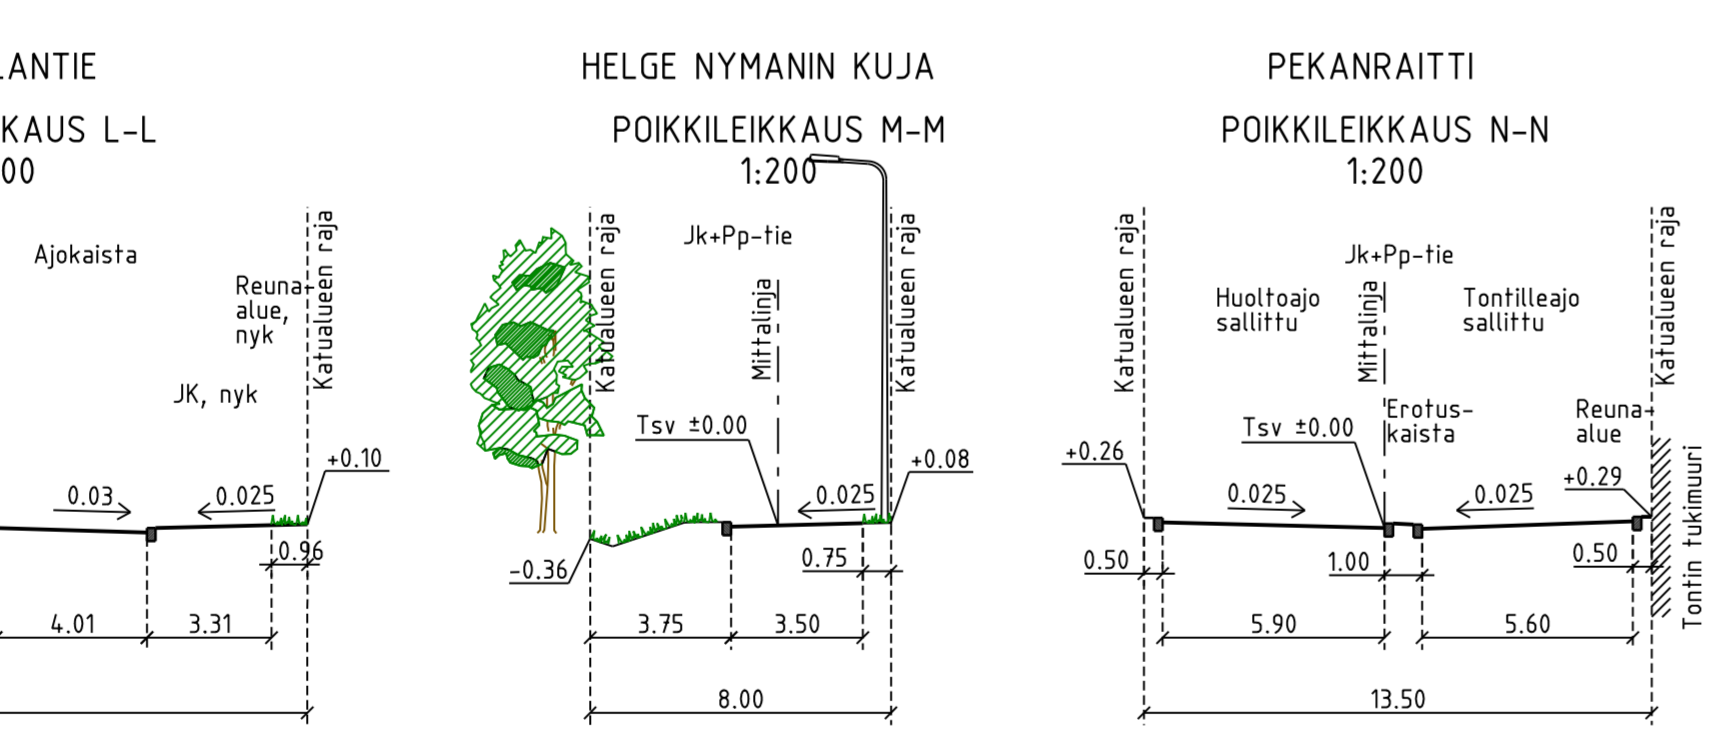 LANTIE
KAUS L-L
00
Ajokaista
Reuna-
alue,
nyk
JK, nyk
Katualueen raja
+0.10
0.03
0.025
0.96
4.01
3.31
HELGE NYMANIN KUJA
POIKKILEIKKAUS M-M
1:200
Katualueen raja
Jk+Pp-tie
Mittalinja
Katualueen raja
Tsv ±0.00
+0.08
0.025
-0.36
0.75
3.75
3.50
8.00
PEKANRAITTI
POIKKILEIKKAUS N-N
1:200
Katualueen raja
Jk+Pp-tie
Huoltoajo
sallittu
Mittalinja
Tontilleajo
sallittu
Katualueen raja
Tsv ±0.00
Erotus-
kaista
Reuna-
alue
+0.26
+0.29
0.025
0.025
Tontin tukimuuri
0.50
1.00
0.50
5.90
5.60
13.50